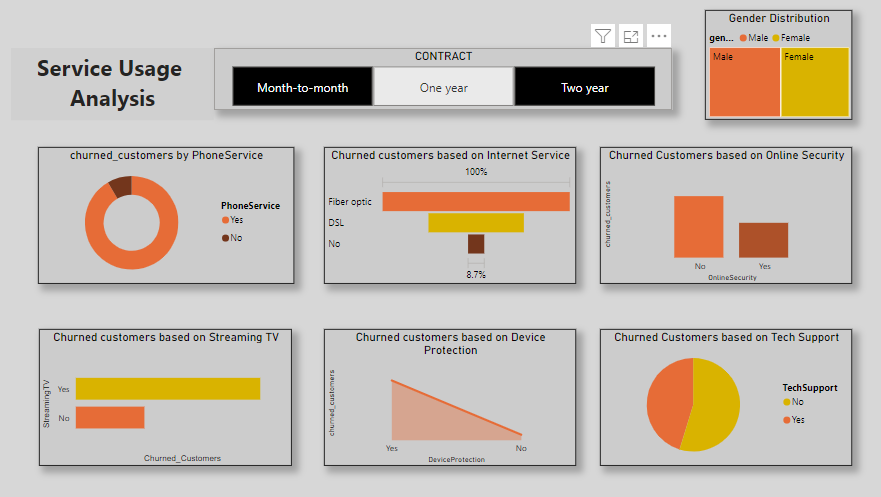 Gender Distribution
gen... Male Female
Male Female
Service Usage
Analysis
CONTRACT
Month-to-month One year Two year
churned_customers by PhoneService
PhoneService
Yes
No
Churned customers based on Internet Service
100%
Fiber optic
DSL
No
8.7%
Churned Customers based on Online Security
churned_customers
No Yes
OnlineSecurity
Churned customers based on Streaming TV
StreamingTV
Yes
No
Churned_Customers
Churned customers based on Device
Protection
churned_customers
Yes No
DeviceProtection
Churned Customers based on Tech Support
TechSupport
No
Yes